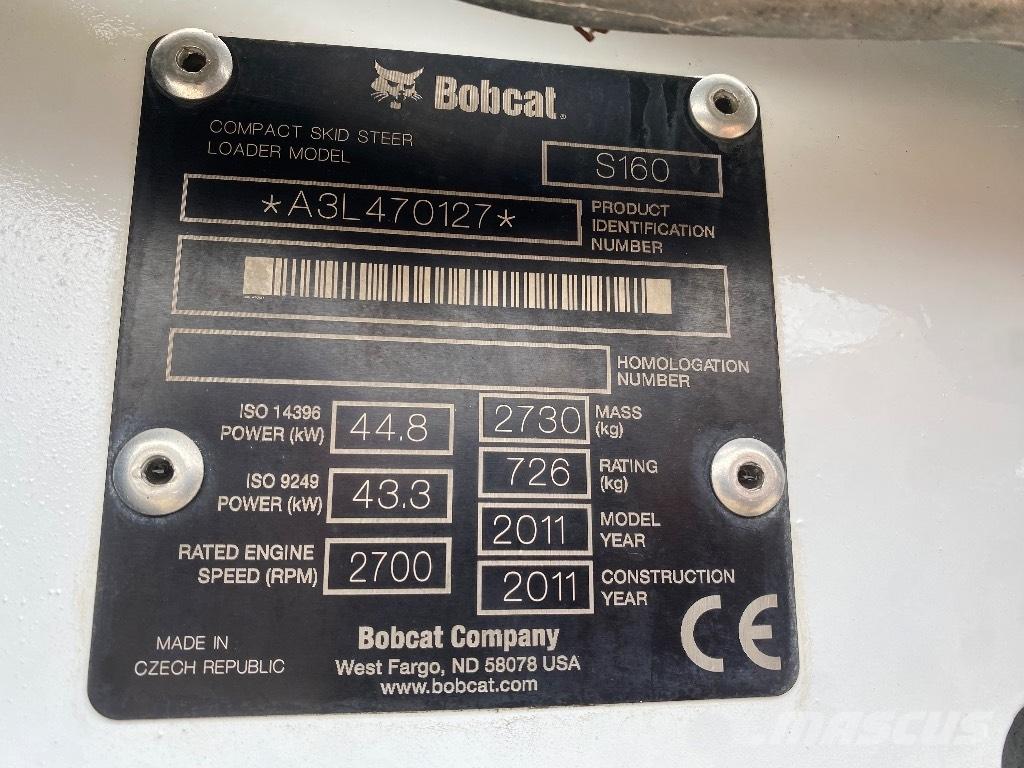 Bobcat
COMPACT SKID STEER
LOADER MODEL
S160
*A3L470127*
PRODUCT
IDENTIFICATION
NUMBER
HOMOLOGATION
NUMBER
ISO 14396
POWER (kW)
44.8
2730
MASS
(kg)
ISO 9249
POWER (kW)
43.3
726
RATING
(kg)
2011
MODEL
YEAR
RATED ENGINE
SPEED (RPM)
2700
2011
CONSTRUCTION
YEAR
CE
MADE IN
CZECH REPUBLIC
Bobcat Company
West Fargo, ND 58078 USA
www.bobcat.com
MASCUS